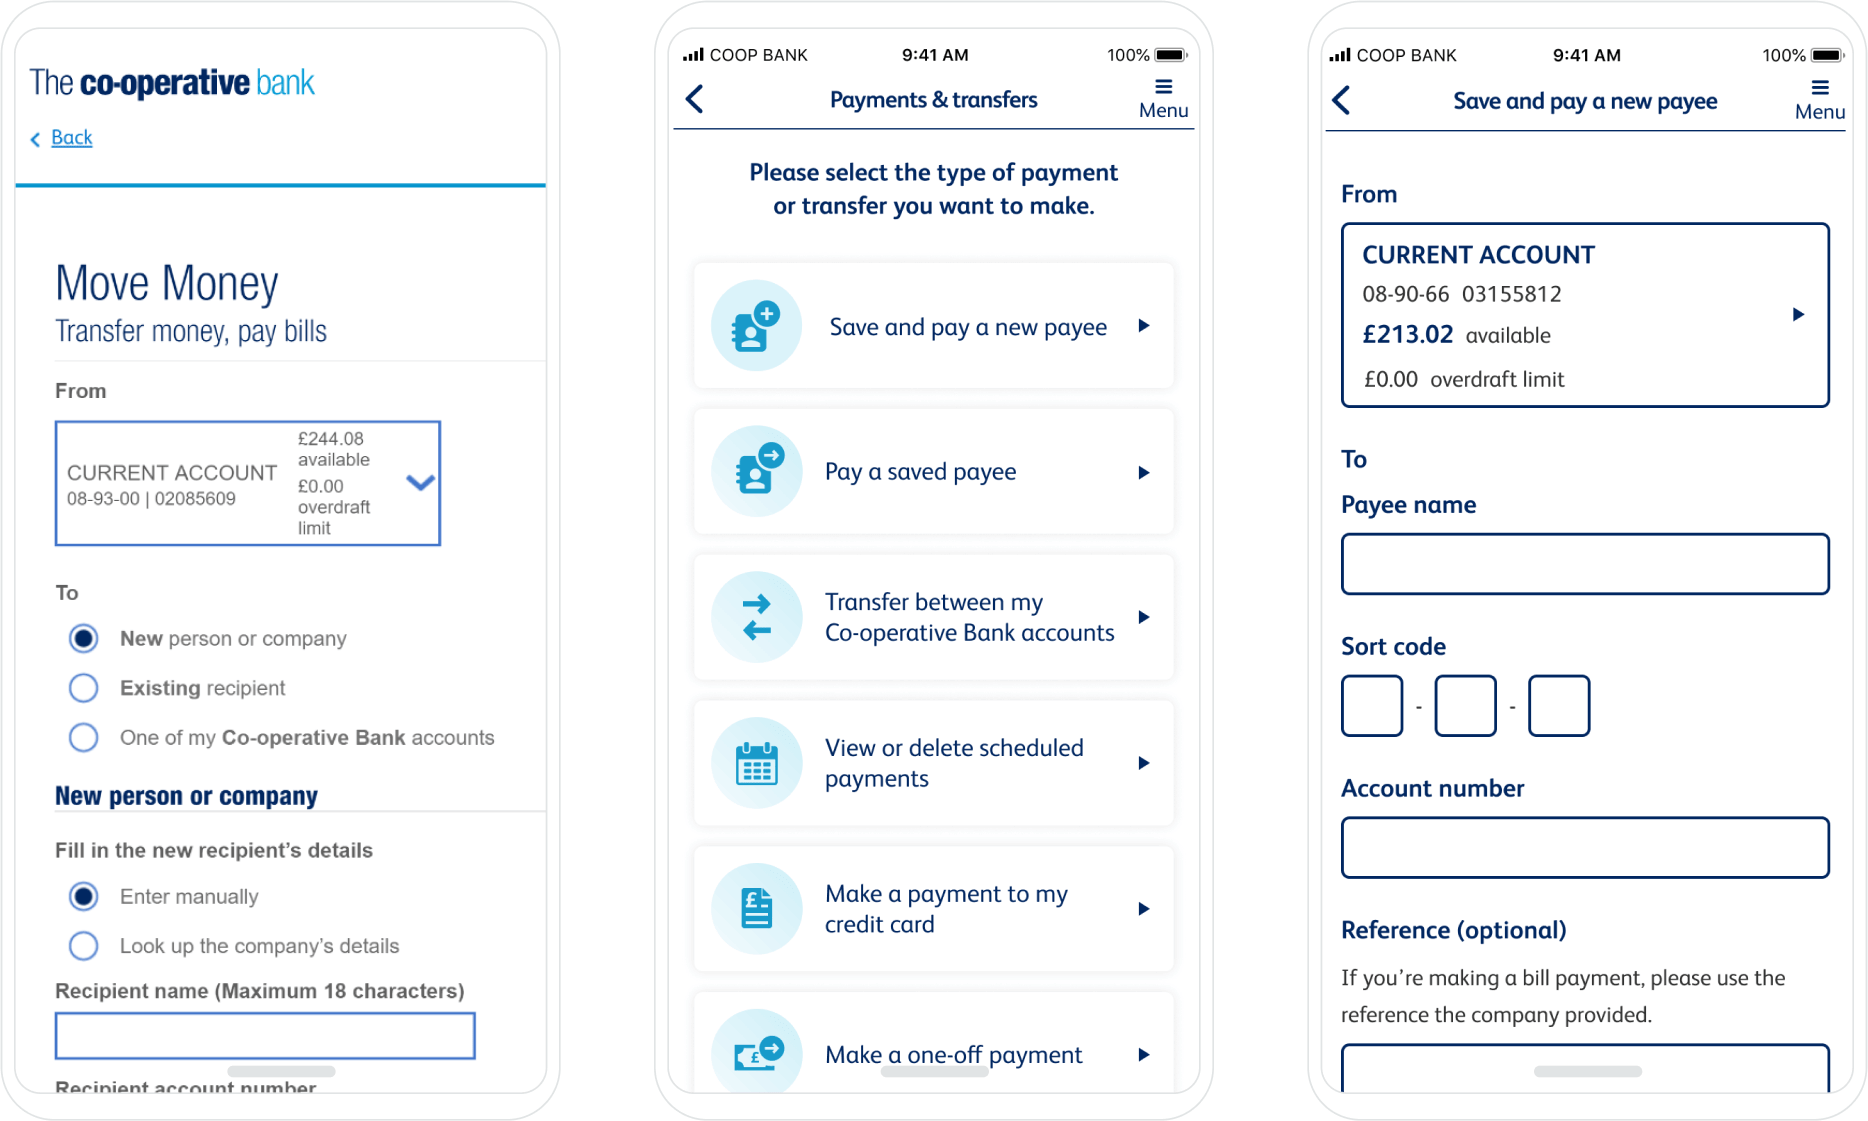 The co-operative bank
Back
Move Money
Transfer money, pay bills
From
CURRENT ACCOUNT
08-93-00 | 02085609
£244.08
available
£0.00
overdraft
limit
To
New person or company
Existing recipient
One of my Co-operative Bank accounts
New person or company
Fill in the new recipient’s details
Enter manually
Look up the company’s details
Recipient name (Maximum 18 characters)
Recipient account number
COOP BANK 9:41 AM 100%
Payments & transfers
Menu
Please select the type of payment
or transfer you want to make.
Save and pay a new payee
Pay a saved payee
Transfer between my
Co-operative Bank accounts
View or delete scheduled
payments
£
Make a payment to my
credit card
£
Make a one-off payment
COOP BANK 9:41 AM 100%
Save and pay a new payee
Menu
From
CURRENT ACCOUNT
08-90-66 03155812
£213.02 available
£0.00 overdraft limit
To
Payee name
Sort code
- -
Account number
Reference (optional)
If you’re making a bill payment, please use the
reference the company provided.